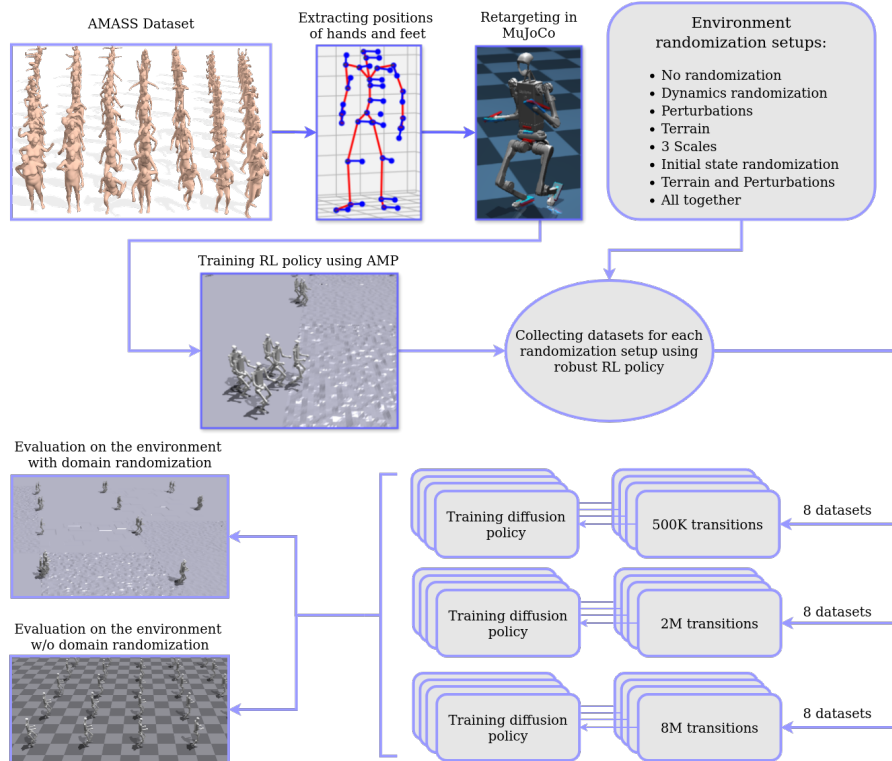 AMASS Dataset
Extracting positions
of hands and feet
Retargeting in
MuJoCo
Environment
randomization setups:
• No randomization
• Dynamics randomization
• Perturbations
• Terrain
• 3 Scales
• Initial state randomization
• Terrain and Perturbations
• All together
Training RL policy using AMP
Collecting datasets for each
randomization setup using
robust RL policy
Evaluation on the environment
with domain randomization
Training diffusion
policy
500K transitions
8 datasets
Training diffusion
policy
2M transitions
8 datasets
Evaluation on the environment
w/o domain randomization
Training diffusion
policy
8M transitions
8 datasets